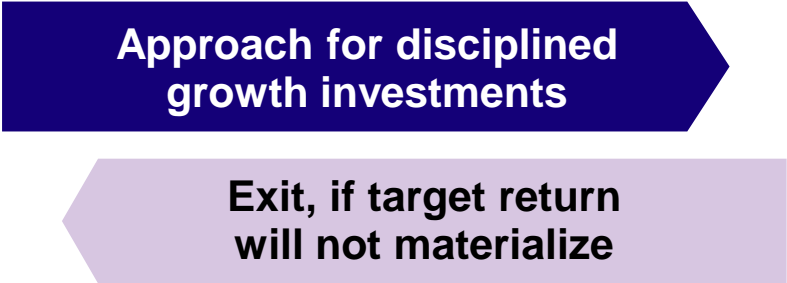 Approach for disciplined
growth investments
Exit, if target return
will not materialize